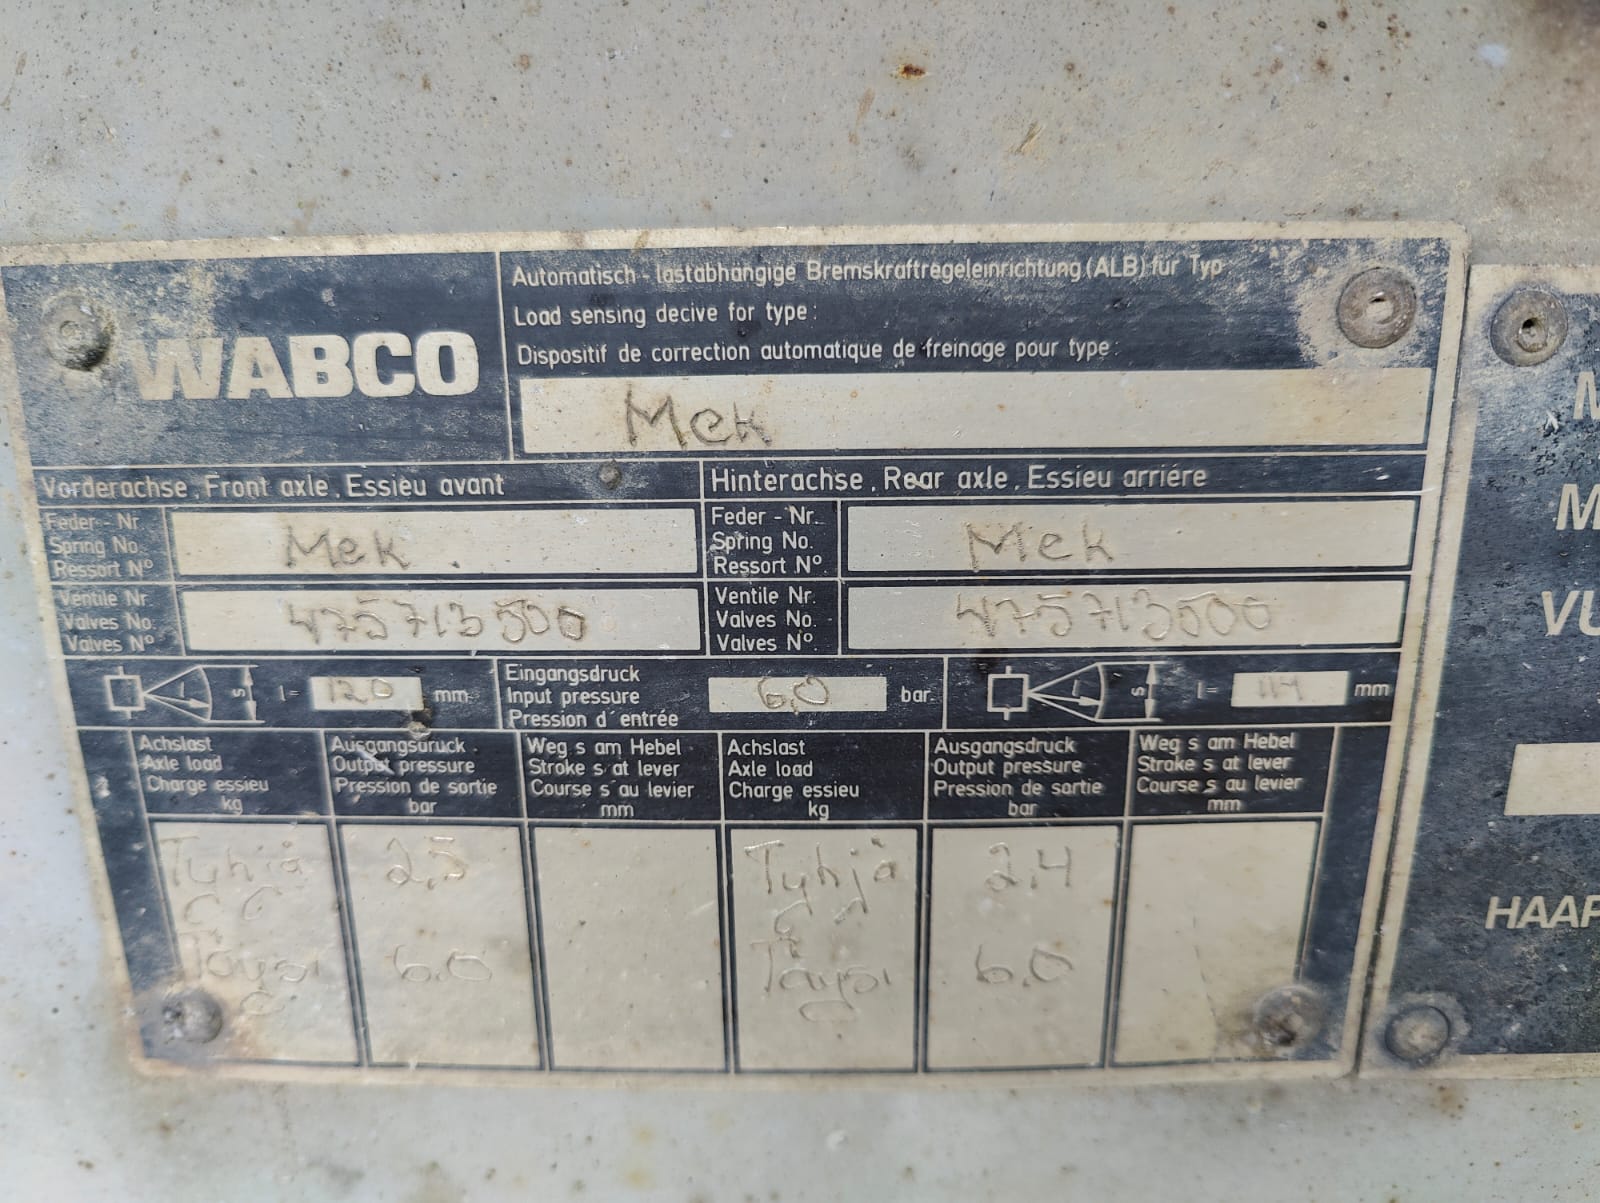 WABCO
Automatisch - lastabhängige Bremskraftregeleinrichtung (ALB) für Typ
Load sensing decive for type:
Dispositif de correction automatique de freinage pour type:
Mek
Vorderachse, Front axle, Essieu avant
Hinterachse, Rear axle, Essieu arriére
Feder - Nr.
Spring No.
Ressort N°
Mek
Feder - Nr.
Spring No.
Ressort N°
Mek
Ventile Nr.
Valves No.
Valves N°
475713500
Ventile Nr.
Valves No.
Valves N°
475713000
L
s
l = 120 mm
Eingangsdruck
Input pressure
Pression d'entrée
6,0 bar
L
s
l = mm
Achslast
Axle load
Charge essieu
kg
Ausgangsdruck
Output pressure
Pression de sortie
bar
Weg s am Hebel
Stroke s at lever
Course s au levier
mm
Achslast
Axle load
Charge essieu
kg
Ausgangsdruck
Output pressure
Pression de sortie
bar
Weg s am Hebel
Stroke s at lever
Course s au levier
mm
Tyhjä 2,5 Tyhjä 2,4
Täysi 6,0 Täysi 6,0
M
M
VU
HAAP